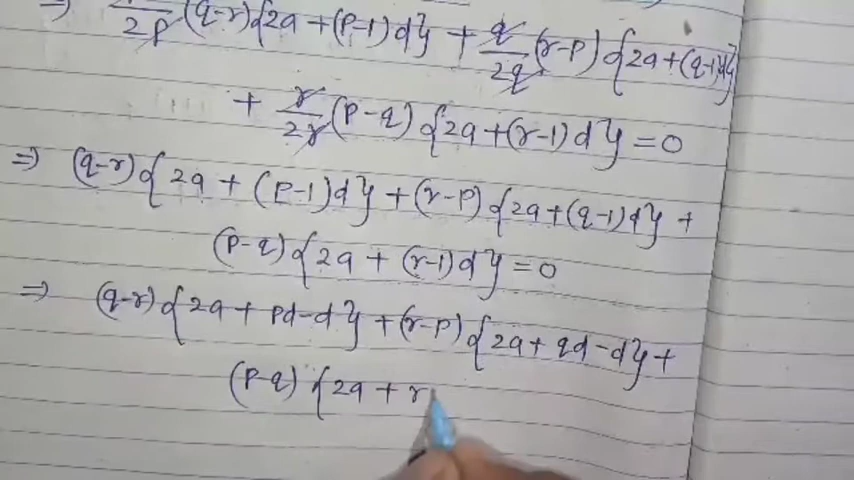 ⇒ /2p (q-r){2a+(p-1)d} + q/2q (r-p){2a+(q-1)d}
+ r/2r (p-q){2a+(r-1)d} = 0
⇒ (q-r){2a + (p-1)d} + (r-p){2a+(q-1)d} +
(p-q){2a + (r-1)d} = 0
⇒ (q-r){2a + pd-d} + (r-p){2a+ qd-d} +
(p-q){2a + r